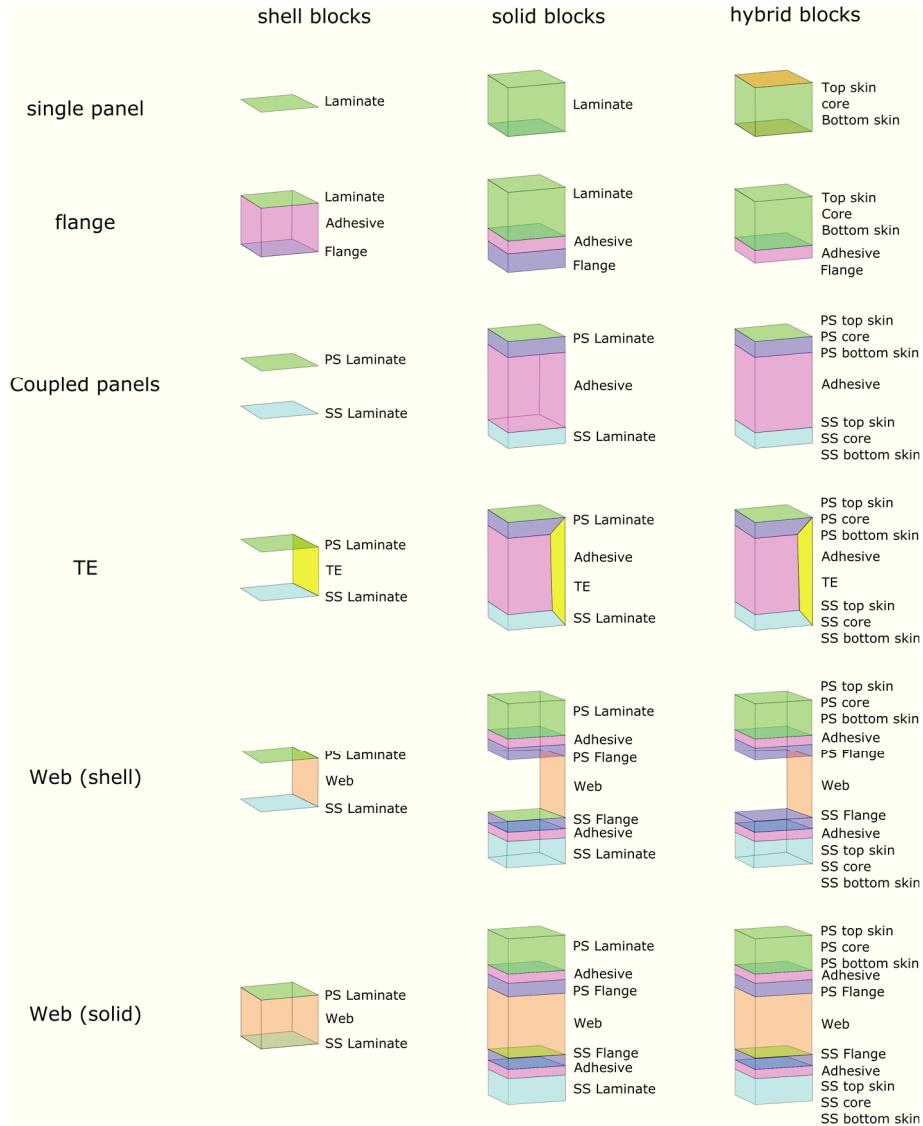 shell blocks
solid blocks
hybrid blocks
single panel
Laminate
Laminate
Top skin
core
Bottom skin
flange
Laminate
Adhesive
Flange
Laminate
Adhesive
Flange
Top skin
Core
Bottom skin
Adhesive
Flange
Coupled panels
PS Laminate
SS Laminate
PS Laminate
Adhesive
SS Laminate
PS top skin
PS core
PS bottom skin
Adhesive
SS top skin
SS core
SS bottom skin
TE
PS Laminate
TE
SS Laminate
PS Laminate
Adhesive
TE
SS Laminate
PS top skin
PS core
PS bottom skin
Adhesive
TE
SS top skin
SS core
SS bottom skin
Web (shell)
PS Laminate
Web
SS Laminate
PS Laminate
Adhesive
PS Flange
Web
SS Flange
Adhesive
SS Laminate
PS top skin
PS core
PS bottom skin
Adhesive
PS Flange
Web
SS Flange
Adhesive
SS top skin
SS core
SS bottom skin
Web (solid)
PS Laminate
Web
SS Laminate
PS Laminate
Adhesive
PS Flange
Web
SS Flange
Adhesive
SS Laminate
PS top skin
PS core
PS bottom skin
Adhesive
PS Flange
Web
SS Flange
Adhesive
SS top skin
SS core
SS bottom skin